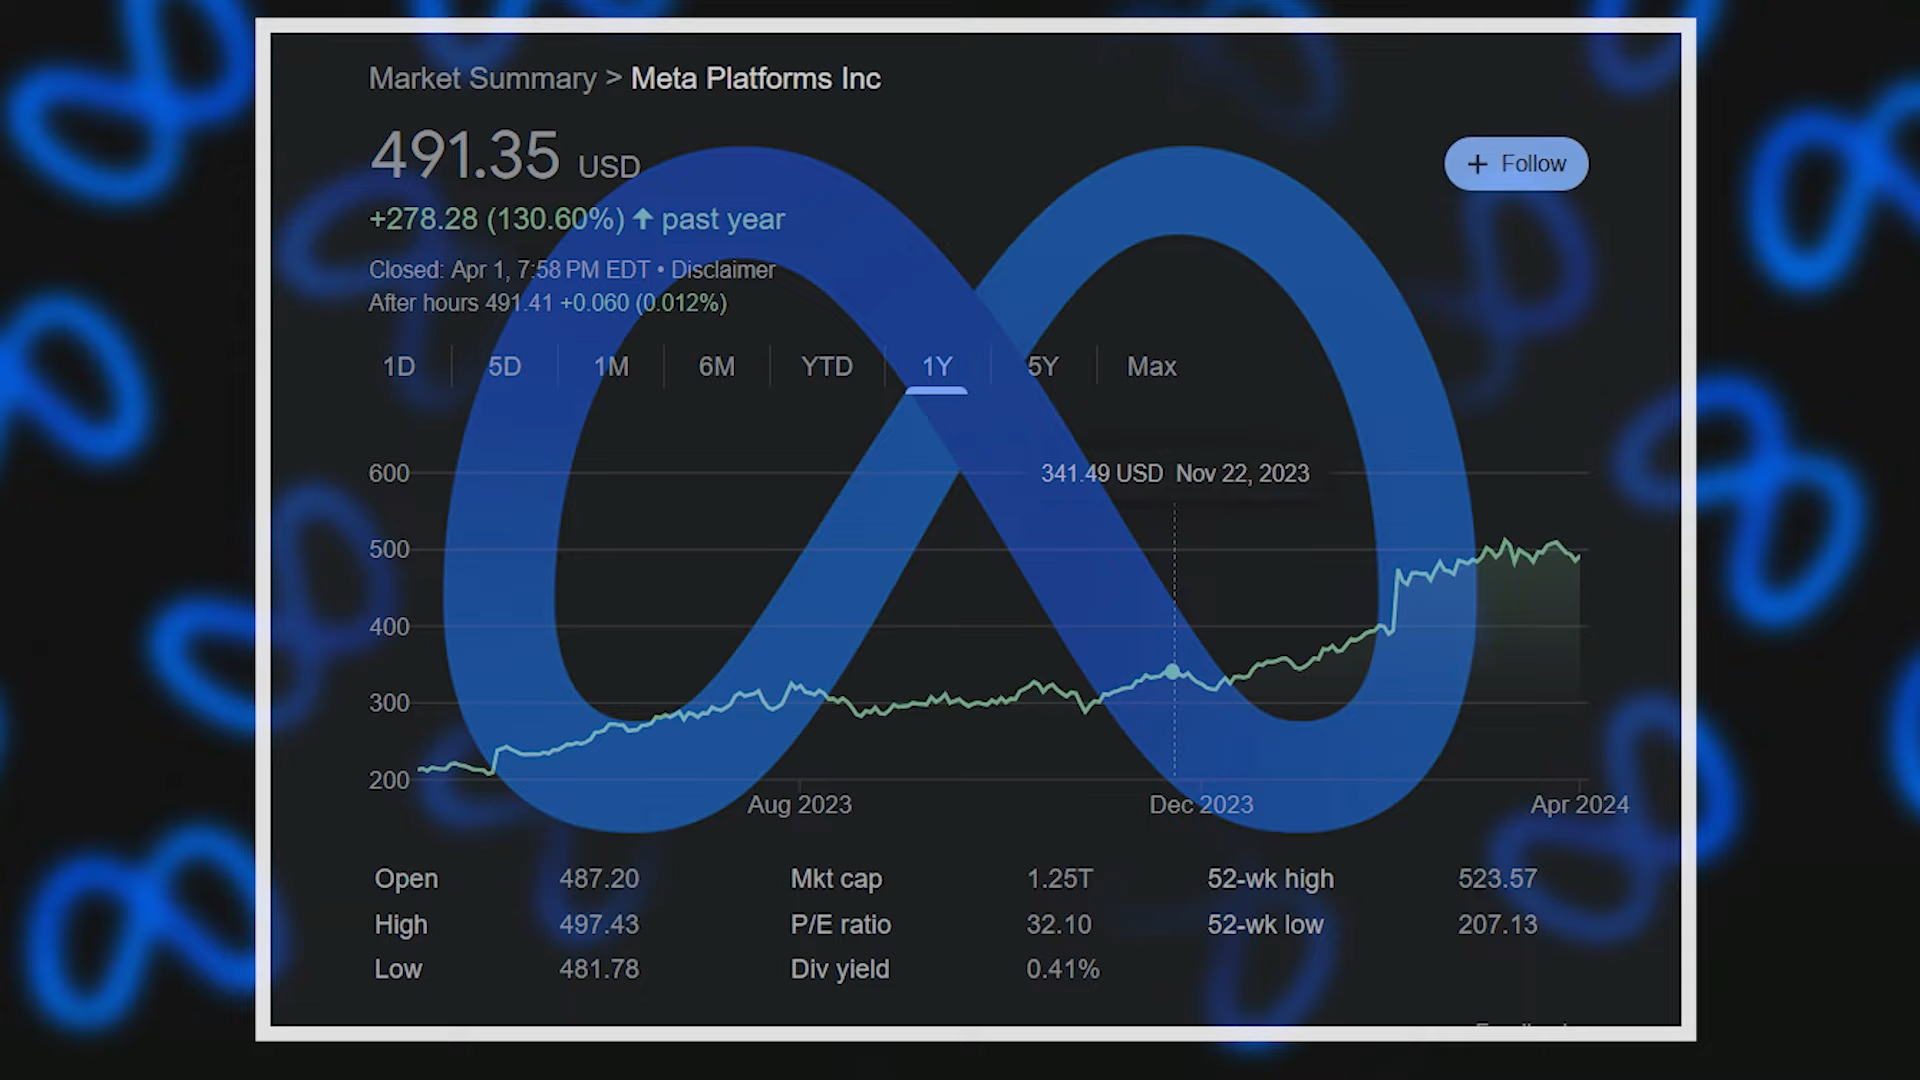 Market Summary > Meta Platforms Inc
491.35 USD
+ Follow
+278.28 (130.60%) ↑ past year
Closed: Apr 1, 7:58 PM EDT • Disclaimer
After hours 491.41 +0.060 (0.012%)
1D 5D 1M 6M YTD 1Y 5Y Max
600
341.49 USD Nov 22, 2023
500
400
300
200
Aug 2023 Dec 2023 Apr 2024
Open 487.20 Mkt cap 1.25T 52-wk high 523.57
High 497.43 P/E ratio 32.10 52-wk low 207.13
Low 481.78 Div yield 0.41%